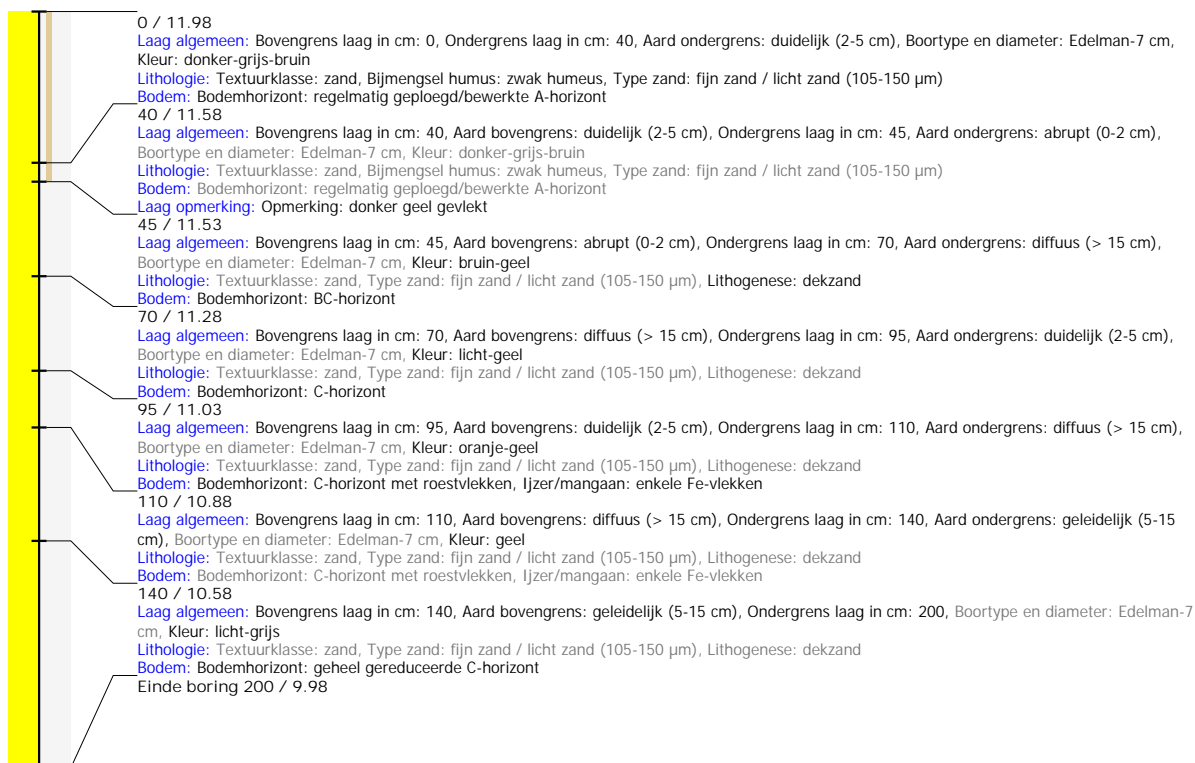 0 / 11.98
Laag algemeen: Bovengrens laag in cm: 0, Ondergrens laag in cm: 40, Aard ondergrens: duidelijk (2-5 cm), Boortype en diameter: Edelman-7 cm,
Kleur: donker-grijs-bruin
Lithologie: Textuurklasse: zand, Bijmengsel humus: zwak humeus, Type zand: fijn zand / licht zand (105-150 µm)
Bodem: Bodemhorizont: regelmatig geploegd/bewerkte A-horizont
40 / 11.58
Laag algemeen: Bovengrens laag in cm: 40, Aard bovengrens: duidelijk (2-5 cm), Ondergrens laag in cm: 45, Aard ondergrens: abrupt (0-2 cm),
Boortype en diameter: Edelman-7 cm, Kleur: donker-grijs-bruin
Lithologie: Textuurklasse: zand, Bijmengsel humus: zwak humeus, Type zand: fijn zand / licht zand (105-150 µm)
Bodem: Bodemhorizont: regelmatig geploegd/bewerkte A-horizont
Laag opmerking: Opmerking: donker geel gevlekt
45 / 11.53
Laag algemeen: Bovengrens laag in cm: 45, Aard bovengrens: abrupt (0-2 cm), Ondergrens laag in cm: 70, Aard ondergrens: diffuus (> 15 cm),
Boortype en diameter: Edelman-7 cm, Kleur: bruin-geel
Lithologie: Textuurklasse: zand, Type zand: fijn zand / licht zand (105-150 µm), Lithogenese: dekzand
Bodem: Bodemhorizont: BC-horizont
70 / 11.28
Laag algemeen: Bovengrens laag in cm: 70, Aard bovengrens: diffuus (> 15 cm), Ondergrens laag in cm: 95, Aard ondergrens: duidelijk (2-5 cm),
Boortype en diameter: Edelman-7 cm, Kleur: licht-geel
Lithologie: Textuurklasse: zand, Type zand: fijn zand / licht zand (105-150 µm), Lithogenese: dekzand
Bodem: Bodemhorizont: C-horizont
95 / 11.03
Laag algemeen: Bovengrens laag in cm: 95, Aard bovengrens: duidelijk (2-5 cm), Ondergrens laag in cm: 110, Aard ondergrens: diffuus (> 15 cm),
Boortype en diameter: Edelman-7 cm, Kleur: oranje-geel
Lithologie: Textuurklasse: zand, Type zand: fijn zand / licht zand (105-150 µm), Lithogenese: dekzand
Bodem: Bodemhorizont: C-horizont met roestvlekken, Ijzer/mangaan: enkele Fe-vlekken
110 / 10.88
Laag algemeen: Bovengrens laag in cm: 110, Aard bovengrens: diffuus (> 15 cm), Ondergrens laag in cm: 140, Aard ondergrens: geleidelijk (5-15
cm), Boortype en diameter: Edelman-7 cm, Kleur: geel
Lithologie: Textuurklasse: zand, Type zand: fijn zand / licht zand (105-150 µm), Lithogenese: dekzand
Bodem: Bodemhorizont: C-horizont met roestvlekken, Ijzer/mangaan: enkele Fe-vlekken
140 / 10.58
Laag algemeen: Bovengrens laag in cm: 140, Aard bovengrens: geleidelijk (5-15 cm), Ondergrens laag in cm: 200, Boortype en diameter: Edelman-7
cm, Kleur: licht-grijs
Lithologie: Textuurklasse: zand, Type zand: fijn zand / licht zand (105-150 µm), Lithogenese: dekzand
Bodem: Bodemhorizont: geheel gereduceerde C-horizont
Einde boring 200 / 9.98